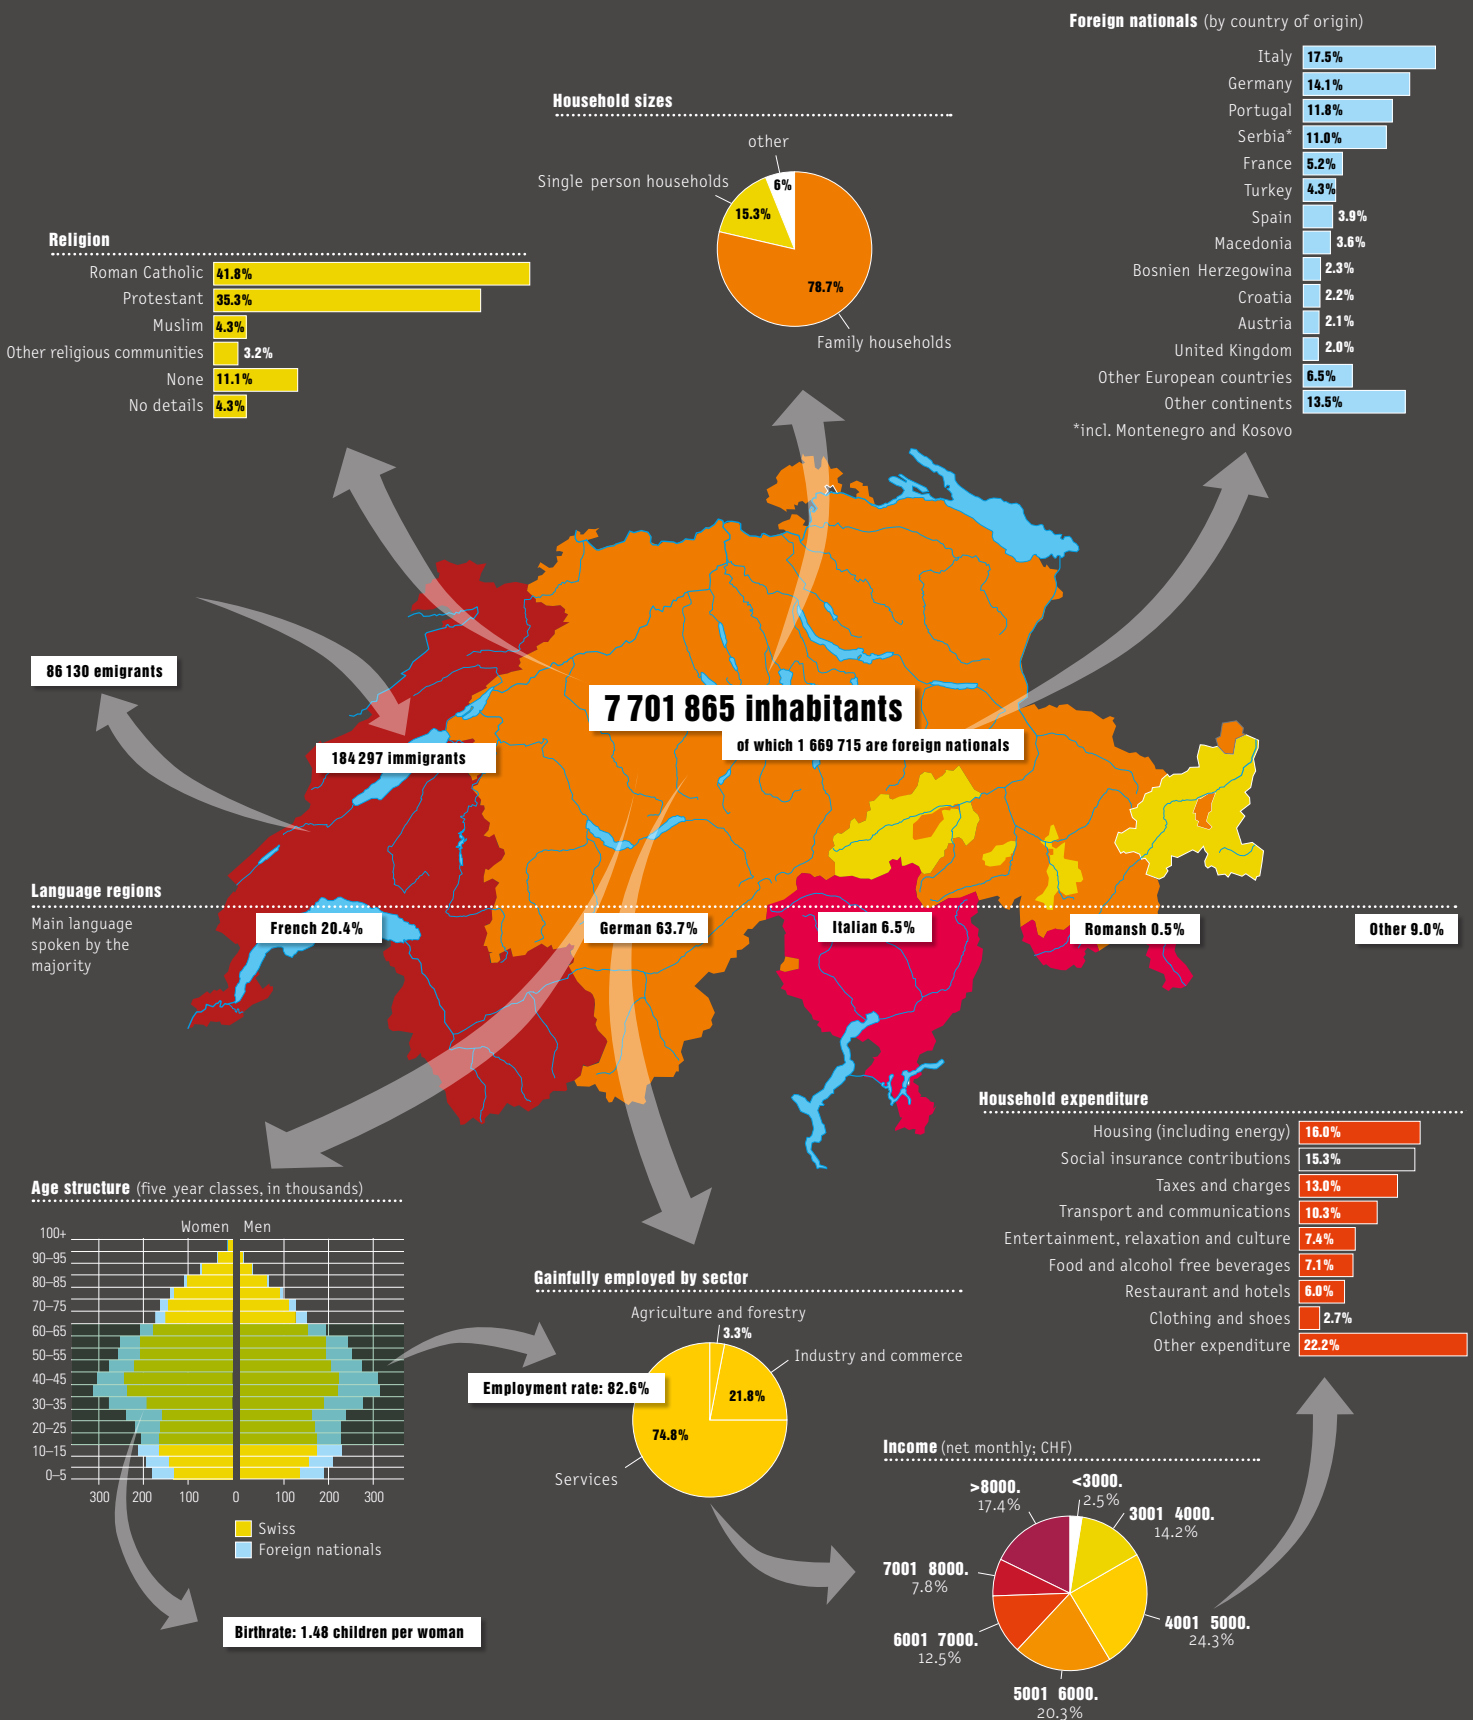 Foreign nationals (by country of origin)
Italy 17.5%
Germany 14.1%
Portugal 11.8%
Serbia* 11.0%
France 5.2%
Turkey 4.3%
Spain 3.9%
Macedonia 3.6%
Bosnien Herzegowina 2.3%
Croatia 2.2%
Austria 2.1%
United Kingdom 2.0%
Other European countries 6.5%
Other continents 13.5%
*incl. Montenegro and Kosovo
Household sizes
other
6%
Single person households
15.3%
78.7%
Family households
Religion
Roman Catholic 41.8%
Protestant 35.3%
Muslim 4.3%
Other religious communities 3.2%
None 11.1%
No details 4.3%
86 130 emigrants
184 297 immigrants
7 701 865 inhabitants
of which 1 669 715 are foreign nationals
Language regions
Main language
spoken by the
majority
French 20.4%
German 63.7%
Italian 6.5%
Romansh 0.5%
Other 9.0%
Household expenditure
Housing (including energy) 16.0%
Social insurance contributions 15.3%
Taxes and charges 13.0%
Transport and communications 10.3%
Entertainment, relaxation and culture 7.4%
Food and alcohol free beverages 7.1%
Restaurant and hotels 6.0%
Clothing and shoes 2.7%
Other expenditure 22.2%
Age structure (five year classes, in thousands)
Women Men
100+
90–95
80–85
70–75
60–65
50–55
40–45
30–35
20–25
10–15
0–5
300 200 100 0 100 200 300
Swiss
Foreign nationals
Birthrate: 1.48 children per woman
Gainfully employed by sector
Agriculture and forestry
3.3%
Industry and commerce
21.8%
Employment rate: 82.6%
74.8%
Services
Income (net monthly; CHF)
>8000.
17.4%
<3000.
2.5%
3001 4000.
14.2%
7001 8000.
7.8%
4001 5000.
24.3%
6001 7000.
12.5%
5001 6000.
20.3%